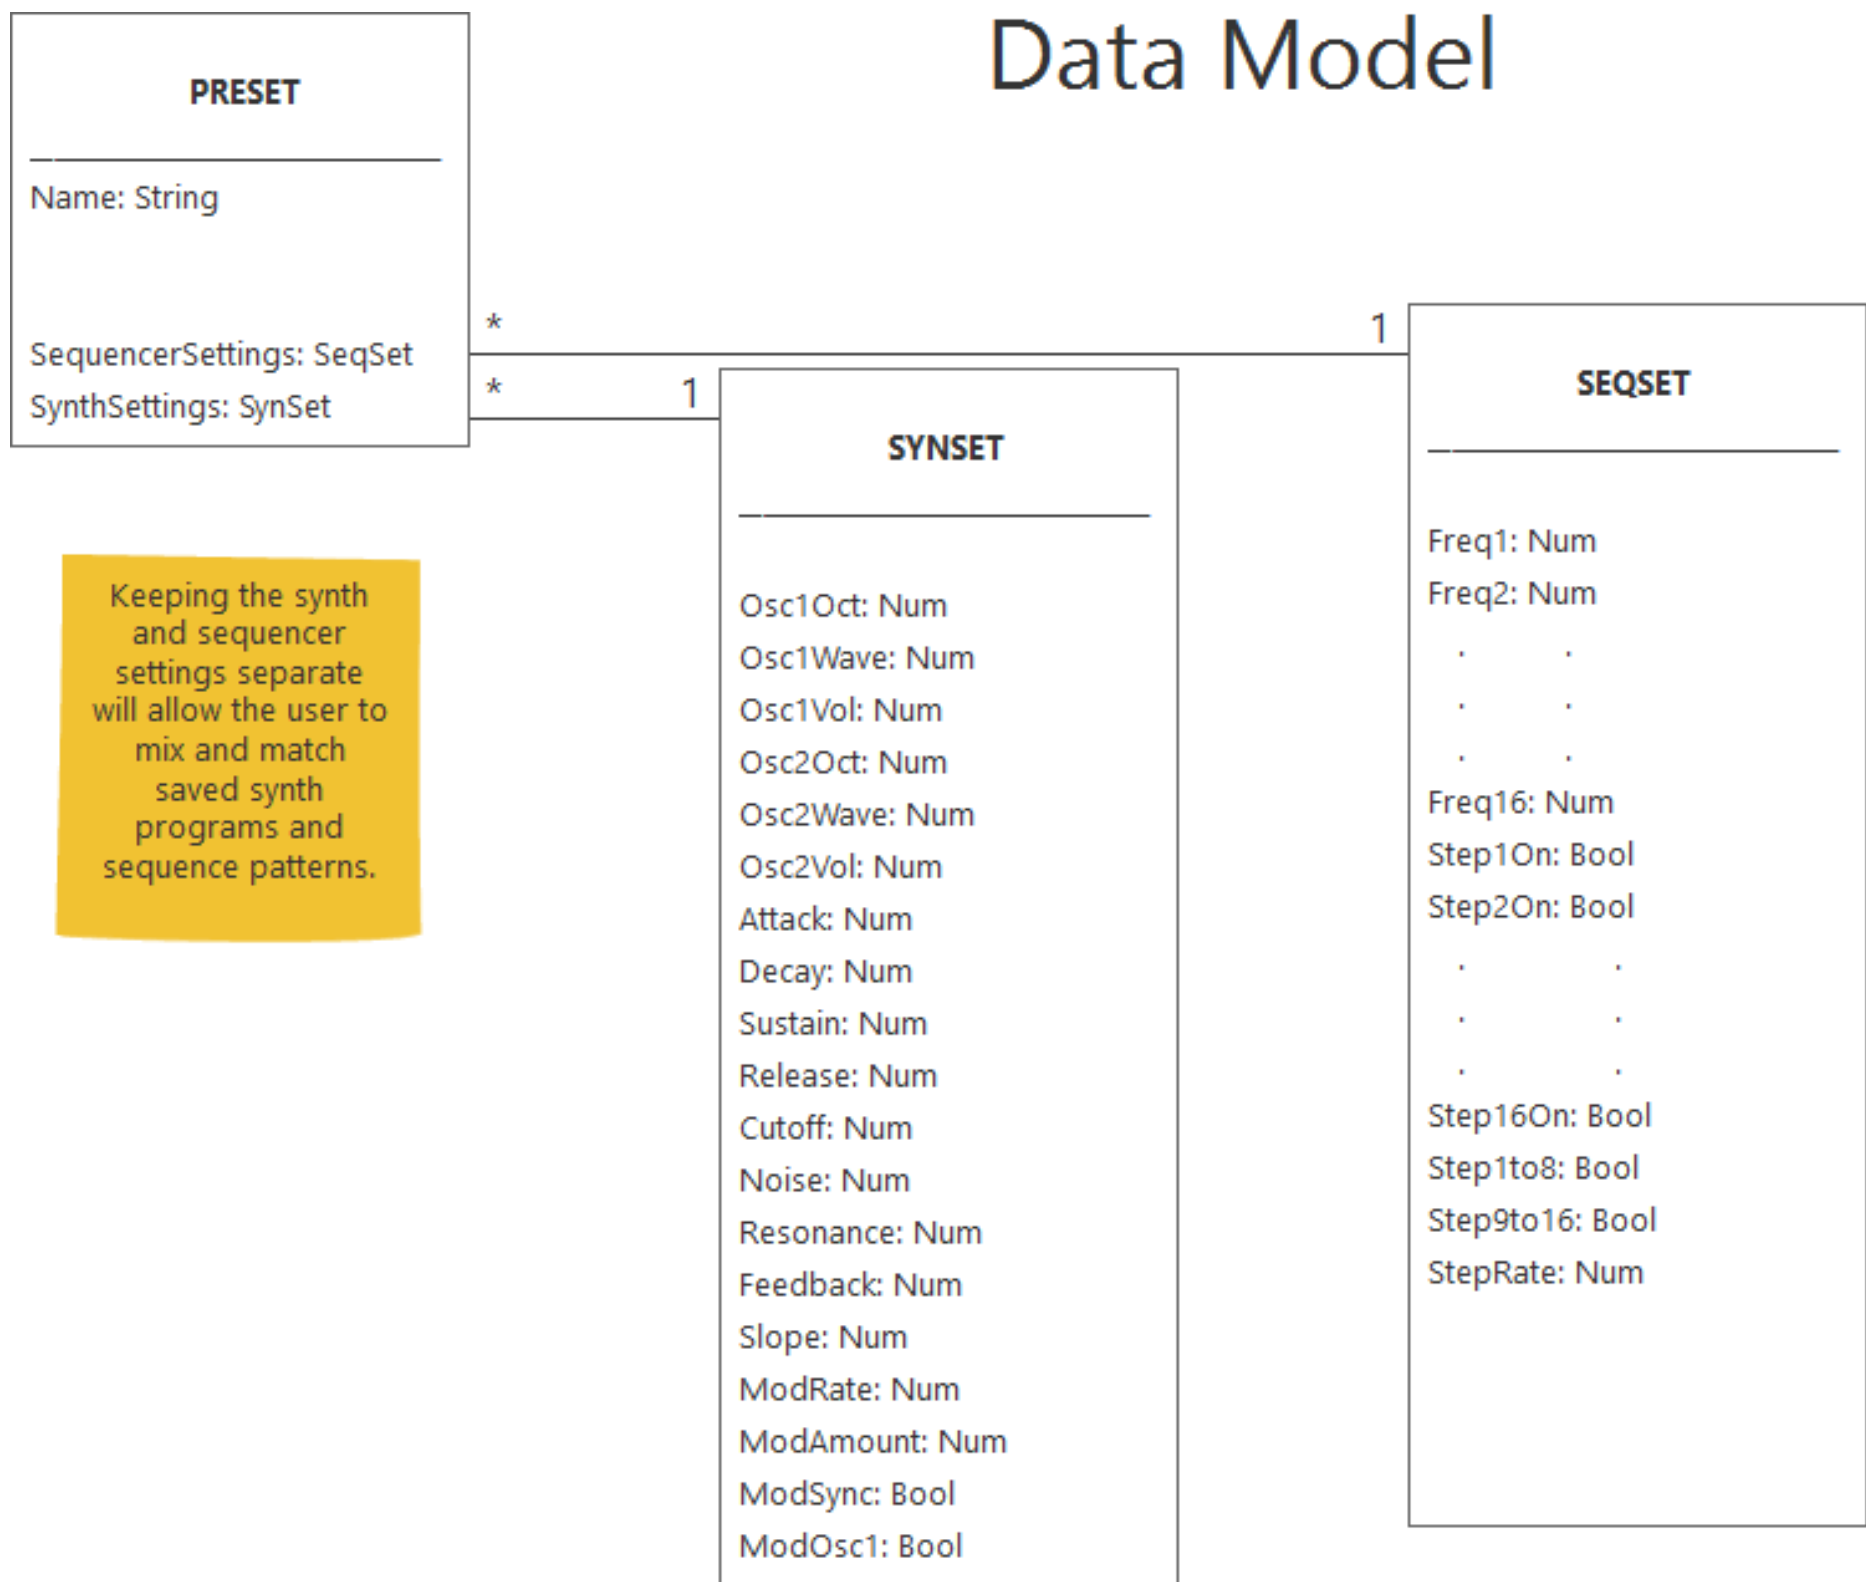 Data Model
PRESET
Name: String
SequencerSettings: SeqSet
SynthSettings: SynSet
* 1
* 1
Keeping the synth
and sequencer
settings separate
will allow the user to
mix and match
saved synth
programs and
sequence patterns.
SYNSET
Osc1Oct: Num
Osc1Wave: Num
Osc1Vol: Num
Osc2Oct: Num
Osc2Wave: Num
Osc2Vol: Num
Attack: Num
Decay: Num
Sustain: Num
Release: Num
Cutoff: Num
Noise: Num
Resonance: Num
Feedback: Num
Slope: Num
ModRate: Num
ModAmount: Num
ModSync: Bool
ModOsc1: Bool
SEQSET
Freq1: Num
Freq2: Num
. .
. .
. .
Freq16: Num
Step1On: Bool
Step2On: Bool
. .
. .
. .
Step16On: Bool
Step1to8: Bool
Step9to16: Bool
StepRate: Num